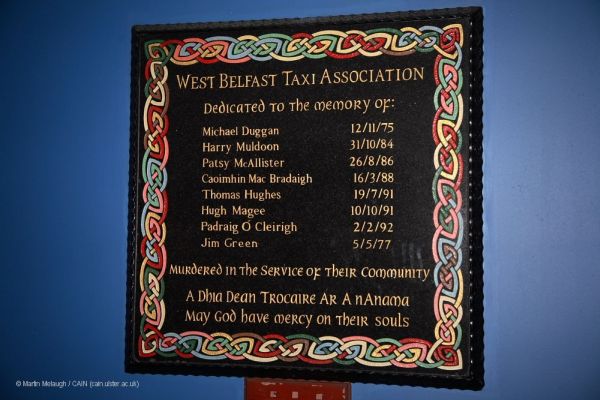 WEST BELFAST TAXI ASSOCIATION
Dedicated to the memory of:
Michael Duggan 12/11/75
Harry Muldoon 31/10/84
Patsy McAllister 26/8/86
Caoimhin Mac Bradaigh 16/3/88
Thomas Hughes 19/7/91
Hugh Magee 10/10/91
Padraig O Cleirigh 2/2/92
Jim Green 5/5/77
Murdered in the Service of their Community
A Dhia Dean Trocaire Ar A nAnama
May God have mercy on their souls
© Martin Melaugh / CAIN (cain.ulster.ac.uk)